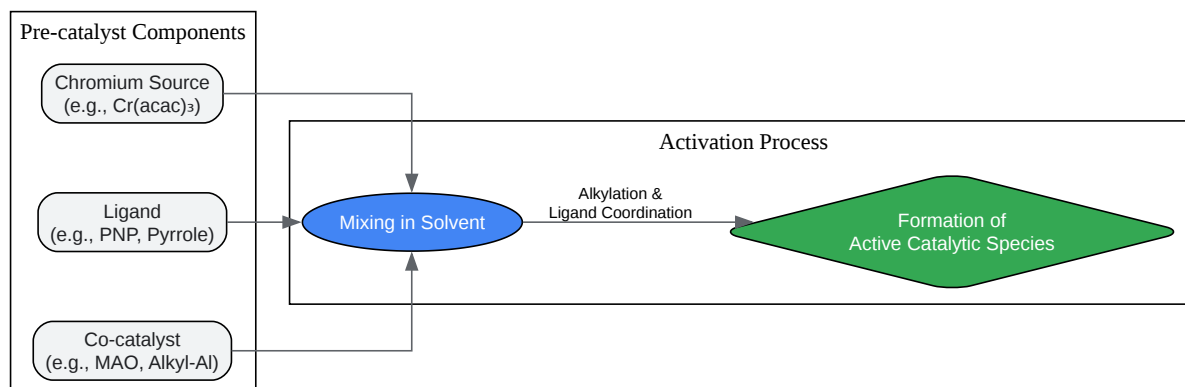 Pre-catalyst Components
Chromium Source
(e.g., Cr(acac)₃)
Activation Process
Ligand
(e.g., PNP, Pyrrole)
Mixing in Solvent
Alkylation &
Ligand Coordination
Formation of
Active Catalytic Species
Co-catalyst
(e.g., MAO, Alkyl-Al)